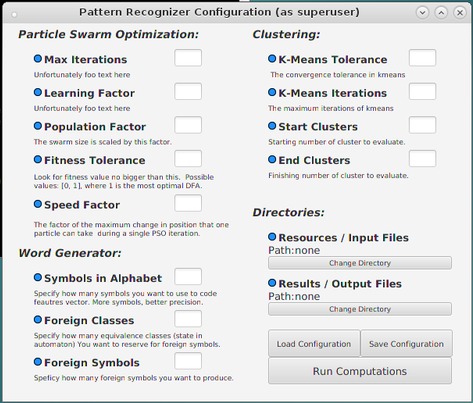 Pattern Recognizer Configuration (as superuser)
Particle Swarm Optimization:
Max Iterations
Unfortunately foo text here
Learning Factor
Unfortunately foo text here
Population Factor
The swarm size is scaled by this factor.
Fitness Tolerance
Look for fitness value no bigger than this. Possible
values: [0, 1], where 1 is the most optimal DFA.
Speed Factor
The factor of the maximum change in position that one
particle can take during a single PSO iteration.
Word Generator:
Symbols in Alphabet
Specify how many symbols you want to use to code
feautres vector. More symbols, better precision.
Foreign Classes
Specify how many equivalence classes (state in
automaton) You want to reserve for foreign symbols.
Foreign Symbols
Speficy how many foreign symbols you want to produce.
Clustering:
K-Means Tolerance
The convergence tolerance in kmeans
K-Means Iterations
The maximum iterations of kmeans
Start Clusters
Starting number of cluster to evaluate.
End Clusters
Finishing number of cluster to evaluate.
Directories:
Resources / Input Files
Path:none
Change Directory
Results / Output Files
Path:none
Change Directory
Load Configuration Save Configuration
Run Computations